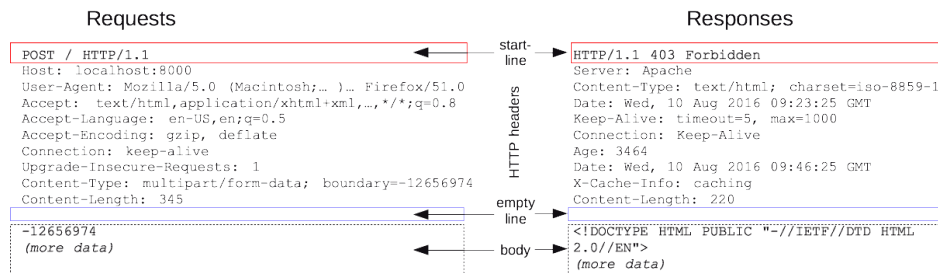 Requests
POST / HTTP/1.1
Host: localhost:8000
User-Agent: Mozilla/5.0 (Macintosh;… )… Firefox/51.0
Accept: text/html,application/xhtml+xml,…,*/*;q=0.8
Accept-Language: en-US,en;q=0.5
Accept-Encoding: gzip, deflate
Connection: keep-alive
Upgrade-Insecure-Requests: 1
Content-Type: multipart/form-data; boundary=-12656974
Content-Length: 345
-12656974
(more data)
start-
line
HTTP headers
empty
line
body
Responses
HTTP/1.1 403 Forbidden
Server: Apache
Content-Type: text/html; charset=iso-8859-1
Date: Wed, 10 Aug 2016 09:23:25 GMT
Keep-Alive: timeout=5, max=1000
Connection: Keep-Alive
Age: 3464
Date: Wed, 10 Aug 2016 09:46:25 GMT
X-Cache-Info: caching
Content-Length: 220
<!DOCTYPE HTML PUBLIC "-//IETF//DTD HTML
2.0//EN">
(more data)